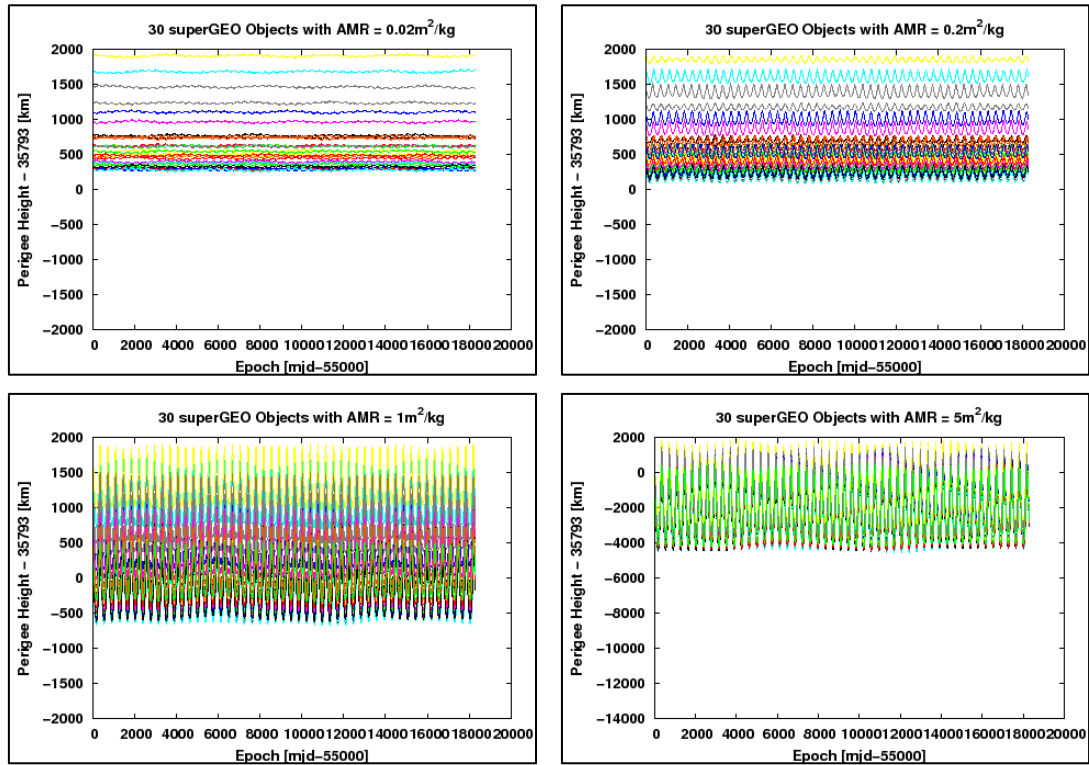 30 superGEO Objects with AMR = 0.02m²/kg
2000
1500
1000
500
0
−500
−1000
−1500
−2000
Perigee Height − 35793 [km]
0 2000 4000 6000 8000 10000 12000 14000 16000 18000 20000
Epoch [mjd−55000]
30 superGEO Objects with AMR = 0.2m²/kg
2000
1500
1000
500
0
−500
−1000
−1500
−2000
Perigee Height − 35793 [km]
0 2000 4000 6000 8000 10000 12000 14000 16000 18000 20000
Epoch [mjd−55000]
30 superGEO Objects with AMR = 1m²/kg
2000
1500
1000
500
0
−500
−1000
−1500
−2000
Perigee Height − 35793 [km]
0 2000 4000 6000 8000 10000 12000 14000 16000 18000 20000
Epoch [mjd−55000]
30 superGEO Objects with AMR = 5m²/kg
2000
0
−2000
−4000
−6000
−8000
−10000
−12000
−14000
Perigee Height − 35793 [km]
0 2000 4000 6000 8000 10000 12000 14000 16000 18000 20000
Epoch [mjd−55000]